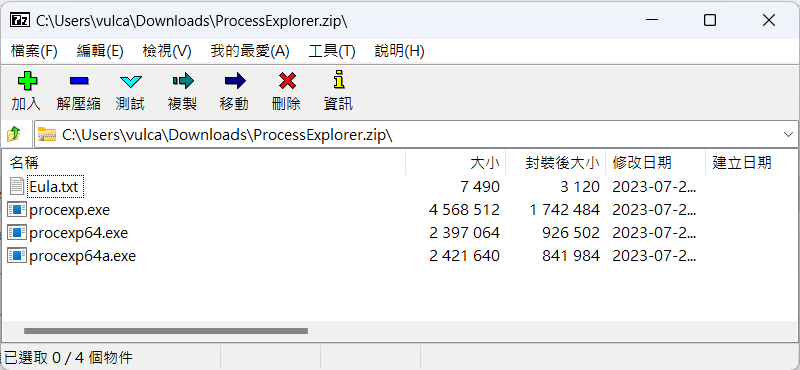 7z C:\Users\vulca\Downloads\ProcessExplorer.zip\
檔案(F) 編輯(E) 檢視(V) 我的最愛(A) 工具(T) 說明(H)
加入 解壓縮 測試 複製 移動 刪除 資訊
C:\Users\vulca\Downloads\ProcessExplorer.zip\
名稱 大小 封裝後大小 修改日期 建立日期
Eula.txt 7 490 3 120 2023-07-2...
procexp.exe 4 568 512 1 742 484 2023-07-2...
procexp64.exe 2 397 064 926 502 2023-07-2...
procexp64a.exe 2 421 640 841 984 2023-07-2...
已選取 0 / 4 個物件